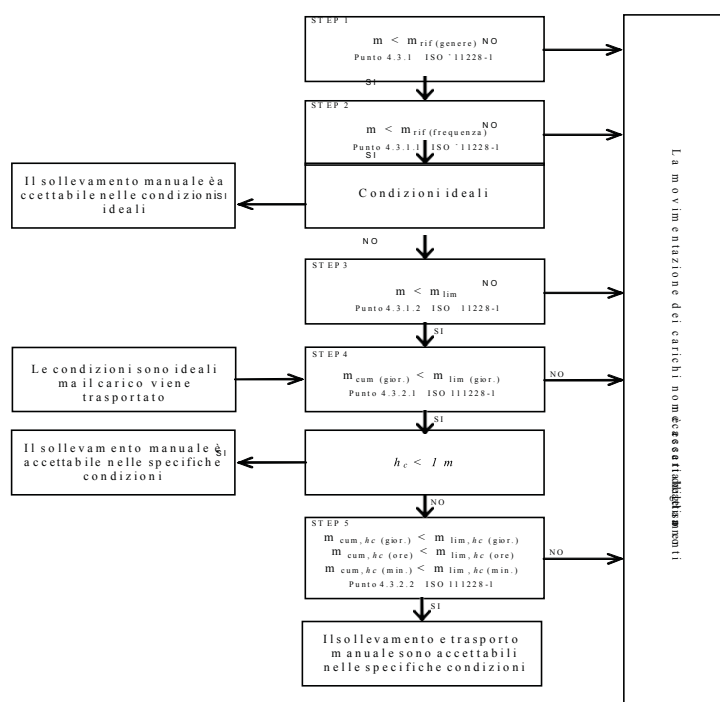 STEP 1
m < m rif (genere) NO
Punto 4.3.1 ISO `11228-1
SI
STEP 2
m < m rif (frequenza) NO
Punto 4.3.1.1 ISO `11228-1
SI
Condizioni ideali
Il sollevamento manuale èa
ccettabile nelle condizioni SI
ideali
NO
STEP 3
m < m lim NO
Punto 4.3.1.2 ISO 11228-1
SI
STEP 4
m cum (gior.) < m lim (gior.) NO
Punto 4.3.2.1 ISO 111228-1
Le condizioni sono ideali
ma il carico viene
trasportato
SI
h c < 1 m
Il sollevamento manuale è SI
accettabile nelle specifiche
condizioni
NO
STEP 5
m cum, hc (gior.) < m lim, hc (gior.)
m cum, hc (ore) < m lim, hc (ore) NO
m cum, hc (min.) < m lim, hc (min.)
Punto 4.3.2.2 ISO 111228-1
SI
Ilsollevamento e trasporto
manuale sono accettabili
nelle specifiche condizioni
La movimentazione dei carichi non